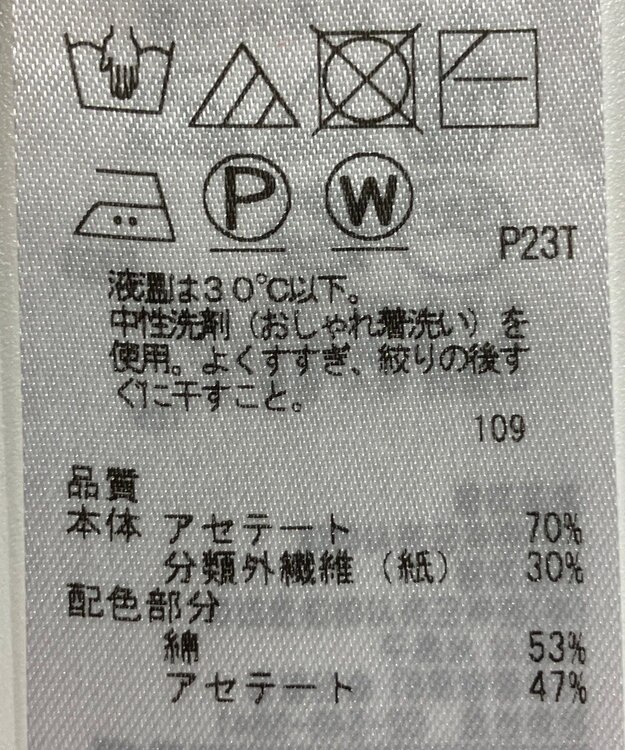 P W
P23T
液温は30℃以下。
中性洗剤(おしゃれ着洗い)を
使用。よくすすぎ、絞りの後す
ぐに干すこと。
109
品質
本体 アセテート 70%
分類外繊維(紙) 30%
配色部分
綿 53%
アセテート 47%